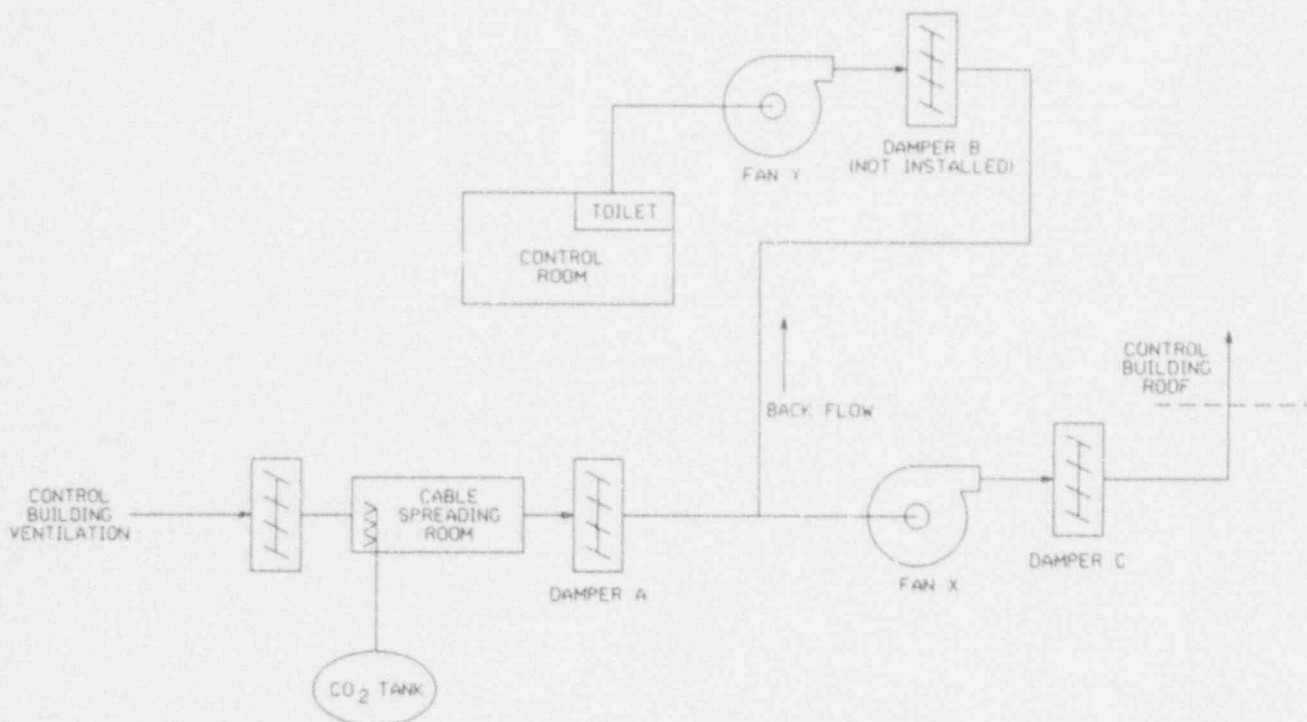 DAMPER B
(NOT INSTALLED)
FAN Y
TOILET
CONTROL
ROOM
CONTROL
BUILDING
ROOF
BACK FLOW
CONTROL
BUILDING
VENTILATION
CABLE
SPREADING
ROOM
DAMPER A
FAN X
DAMPER C
CO2 TANK